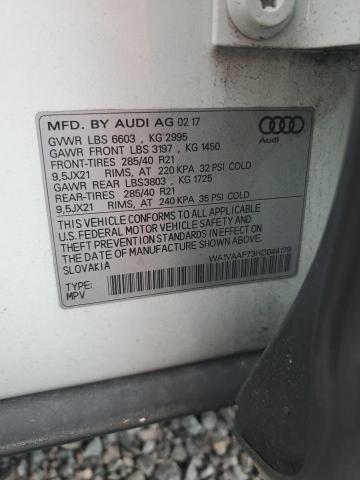 MFD. BY AUDI AG 02 17
GVWR LBS 6603 , KG 2995
GAWR FRONT LBS 3197 , KG 1450
FRONT-TIRES 285/40 R21
9,5JX21 RIMS, AT 220 KPA 32 PSI COLD
GAWR REAR LBS3803 , KG 1725
REAR-TIRES 285/40 R21
9,5JX21 RIMS, AT 240 KPA 35 PSI COLD
Audi
THIS VEHICLE CONFORMS TO ALL APPLICABLE
U.S. FEDERAL MOTOR VEHICLE SAFETY AND
THEFT PREVENTION STANDARDS IN EFFECT ON
THE DATE OF MANUFACTURE SHOWN ABOVE.
SLOVAKIA
WA1VAAF73HD044179
TYPE:
MPV